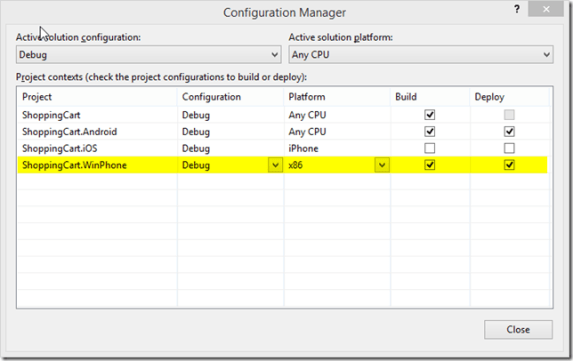 Configuration Manager
?
Active solution configuration: Active solution platform:
Debug Any CPU
Project contexts (check the project configurations to build or deploy):
Project Configuration Platform Build Deploy
ShoppingCart Debug Any CPU
ShoppingCart.Android Debug Any CPU
ShoppingCart.iOS Debug iPhone
ShoppingCart.WinPhone Debug x86
Close